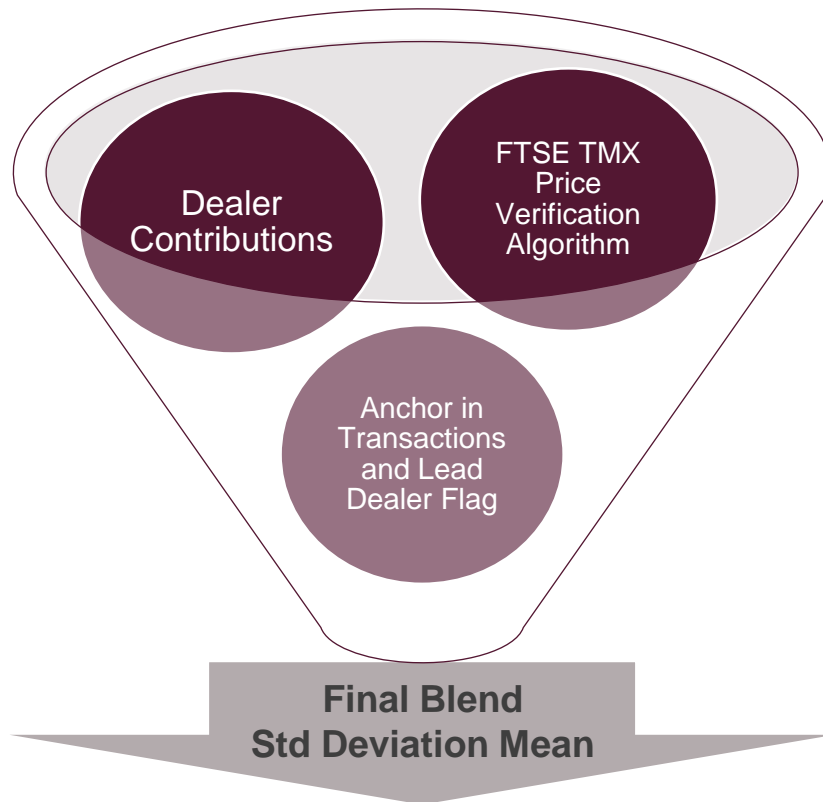 Dealer
Contributions
FTSE TMX
Price
Verification
Algorithm
Anchor in
Transactions
and Lead
Dealer Flag
Final Blend
Std Deviation Mean